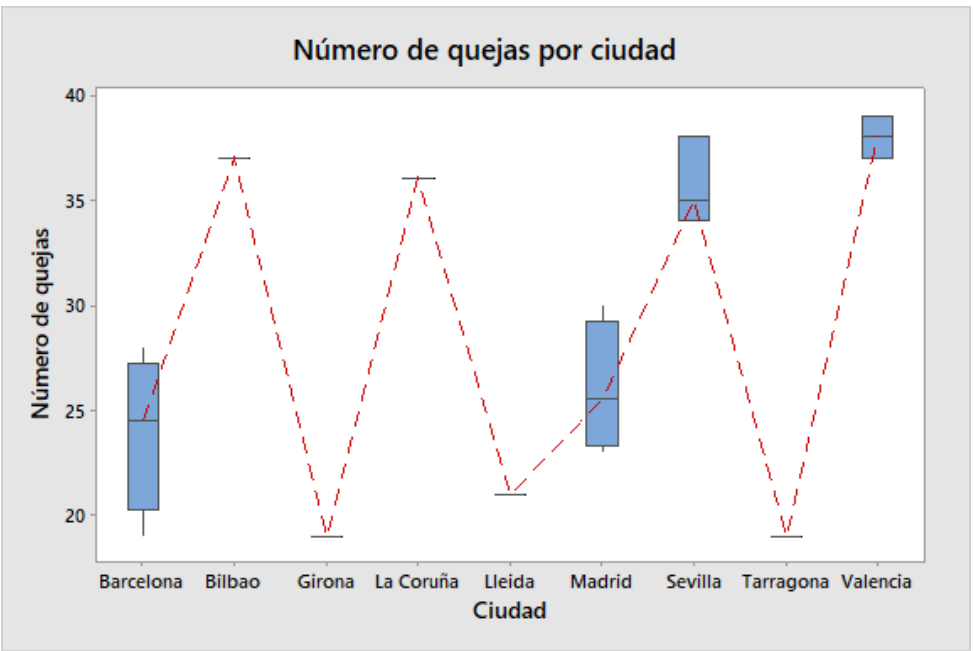 Número de quejas por ciudad
40
35
30
25
20
Número de quejas
Barcelona Bilbao Girona La Coruña Lleida Madrid Sevilla Tarragona Valencia
Ciudad